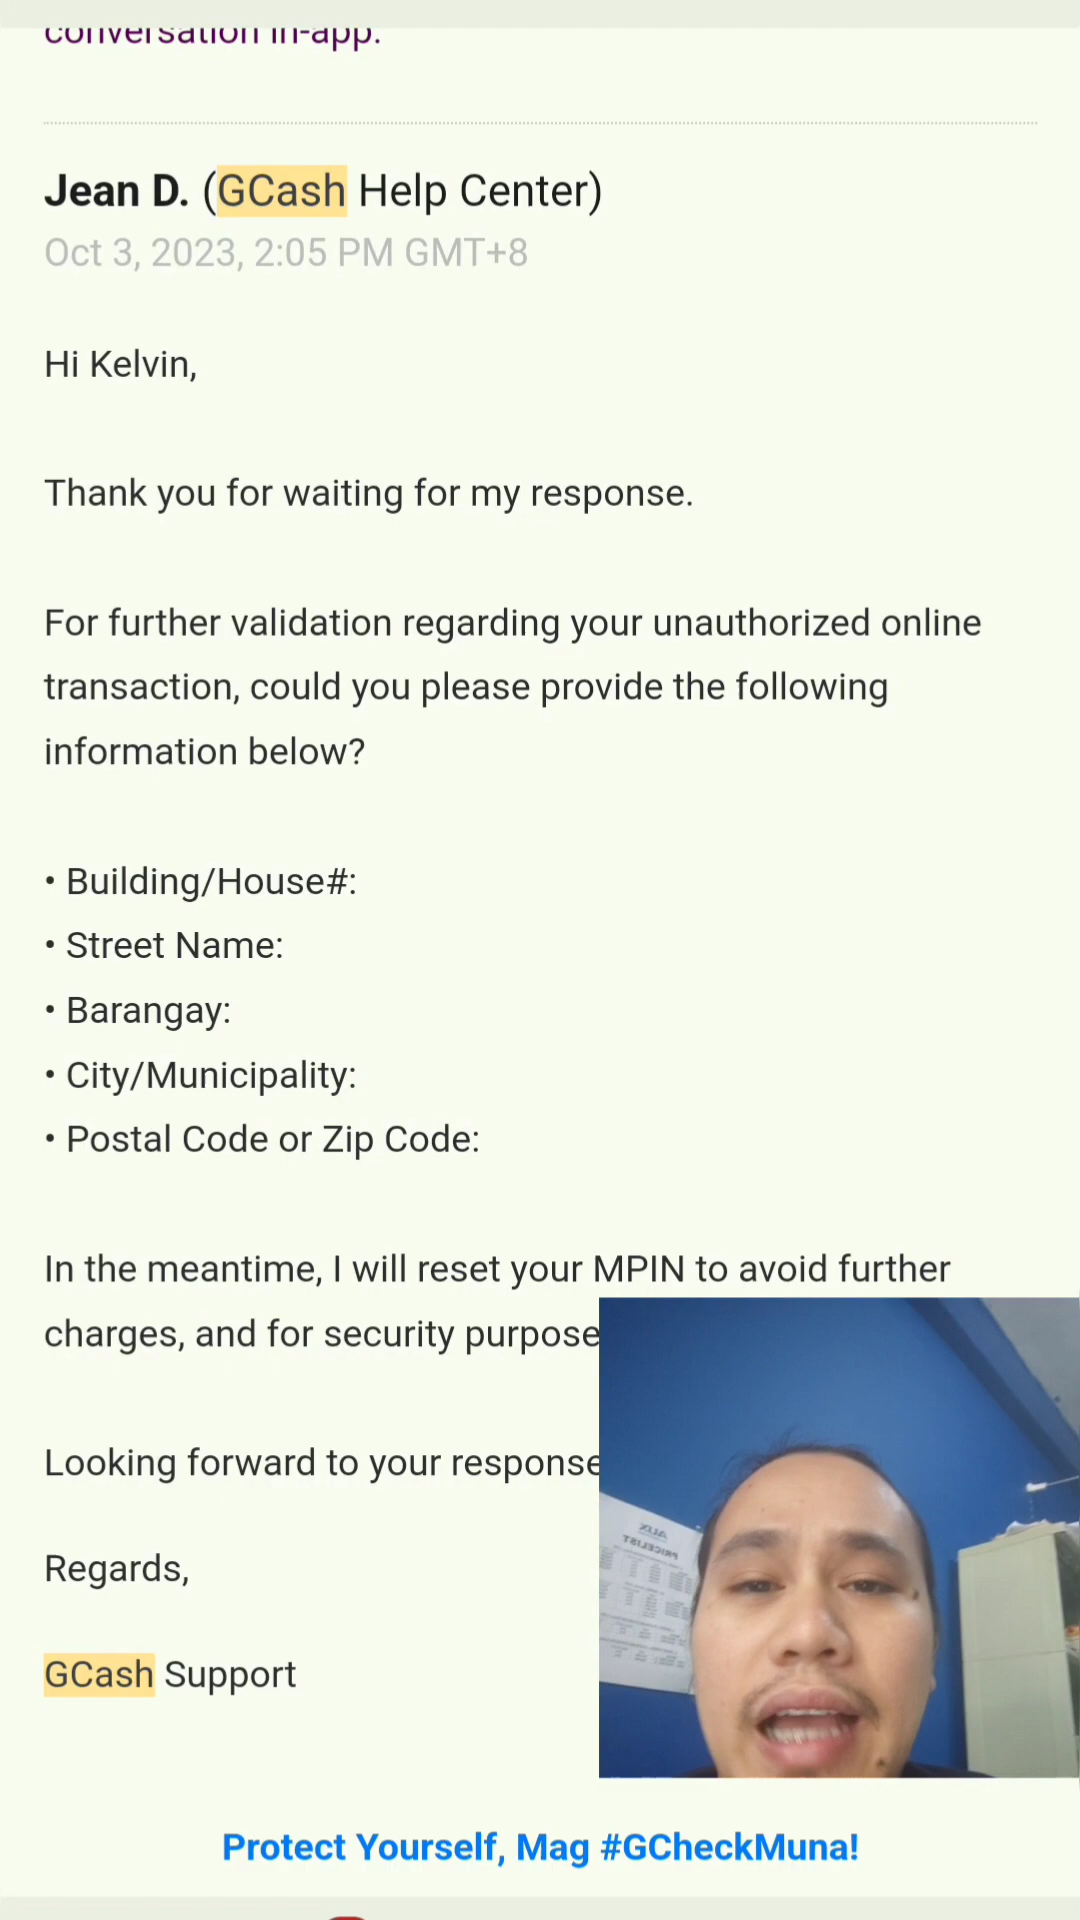 conversation in-app.
Jean D. (GCash Help Center)
Oct 3, 2023, 2:05 PM GMT+8
Hi Kelvin,
Thank you for waiting for my response.
For further validation regarding your unauthorized online
transaction, could you please provide the following
information below?
• Building/House#:
• Street Name:
• Barangay:
• City/Municipality:
• Postal Code or Zip Code:
In the meantime, I will reset your MPIN to avoid further
charges, and for security purpose
Looking forward to your response
Regards,
GCash Support
ALIX
PRICELIST
Protect Yourself, Mag #GCheckMuna!